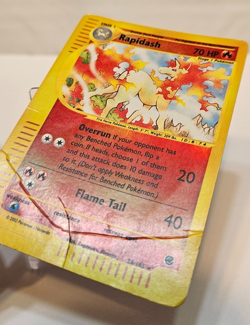 STAGE 1
Rapidash
70 HP
Overrun If your opponent has
any Benched Pokémon, flip a
coin. If heads, choose 1 of them
and this attack does 10 damage
to it. (Don't apply Weakness and
Resistance for Benched Pokémon.)
20
Flame Tail
40
weakness
resistance